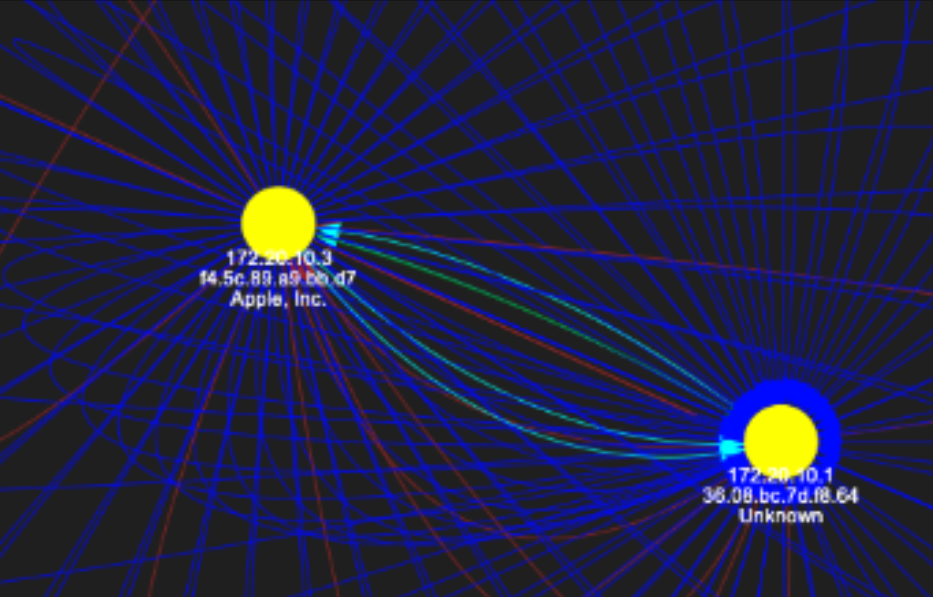 172.20.10.3
f4.5c.89.a9.bb.d7
Apple, Inc.
172.20.10.1
36.08.bc.7d.f8.64
Unknown